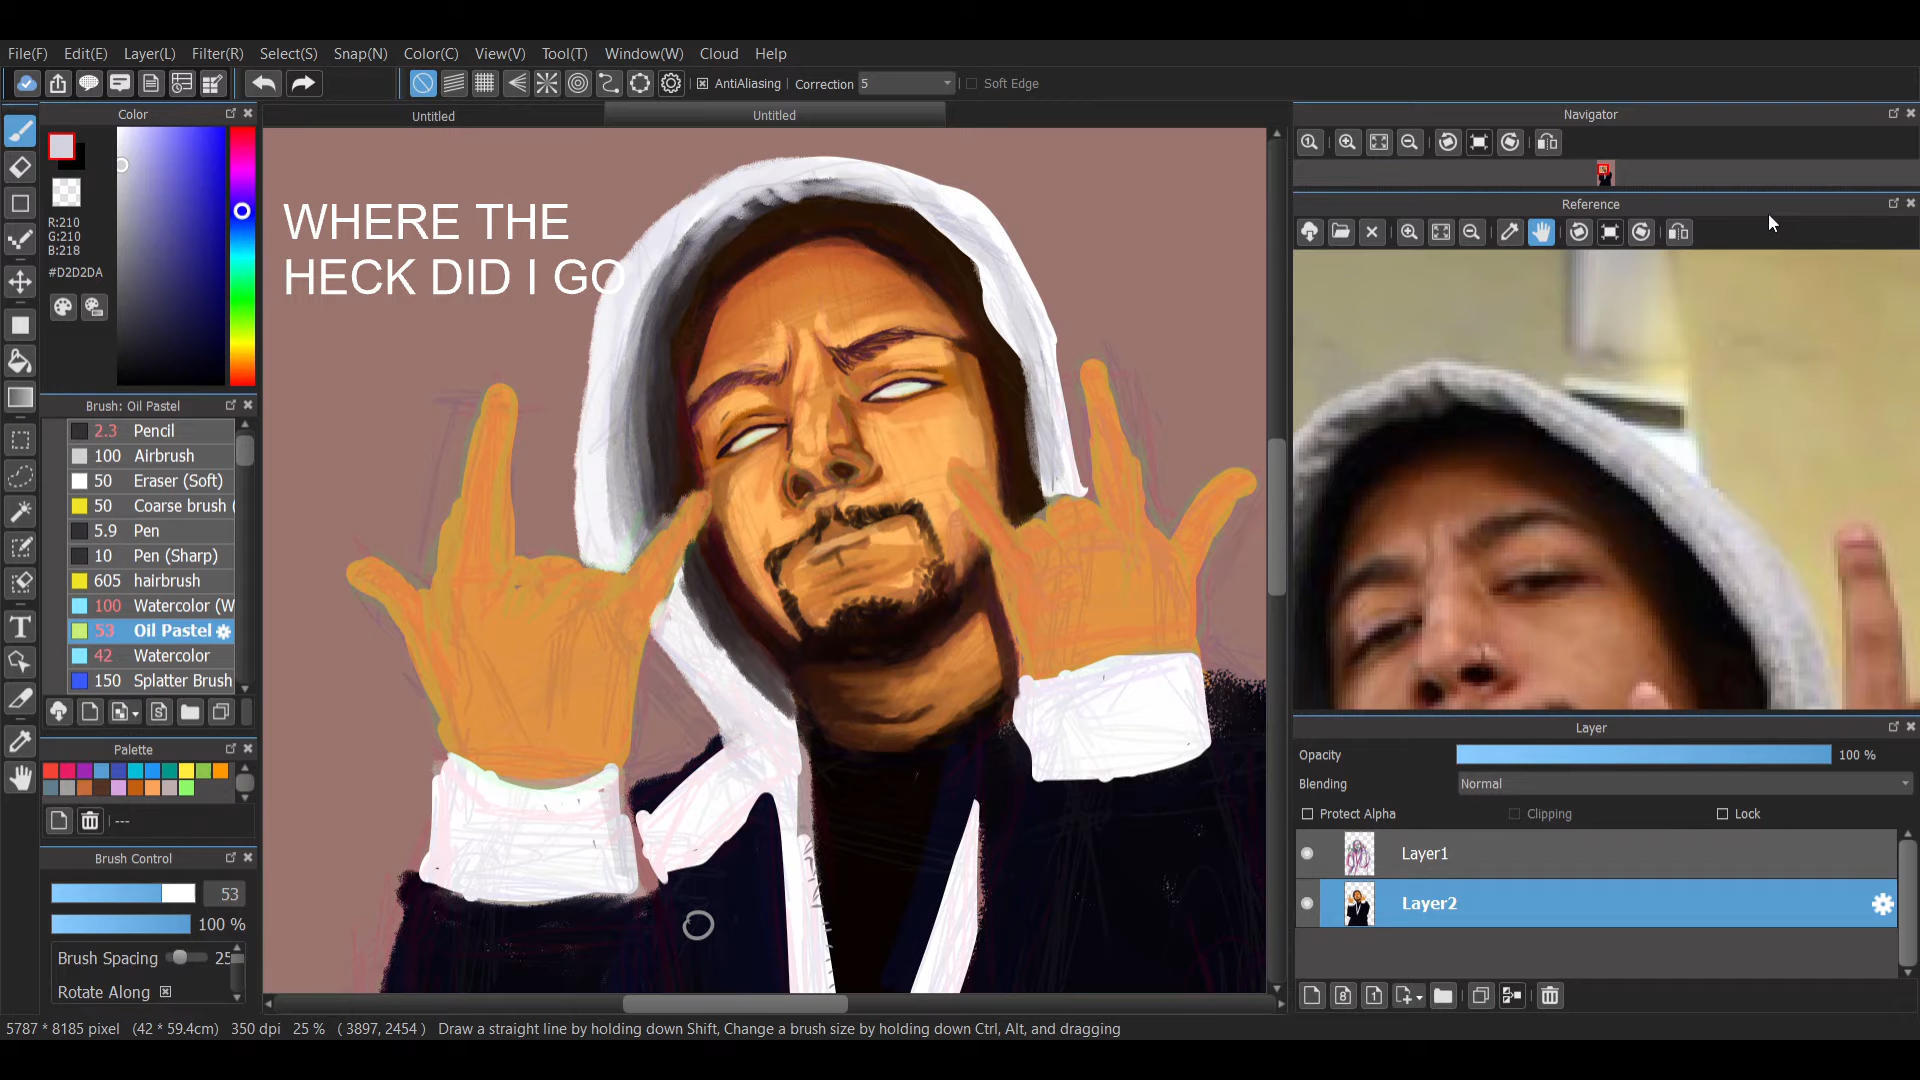 File(F) Edit(E) Layer(L) Filter(R) Select(S) Snap(N) Color(C) View(V) Tool(T) Window(W) Cloud Help
AntiAliasing Correction 5 Soft Edge
Color
Untitled Untitled
Navigator
Reference
R:210
G:210
B:218
#D2D2DA
WHERE THE
HECK DID I GO
Brush: Oil Pastel
2.3 Pencil
100 Airbrush
50 Eraser (Soft)
50 Coarse brush (
5.9 Pen
10 Pen (Sharp)
605 hairbrush
100 Watercolor (W
53 Oil Pastel
42 Watercolor
150 Splatter Brush
Palette
---
Brush Control
53
100 %
Brush Spacing 25
Rotate Along
Layer
Opacity 100 %
Blending Normal
Protect Alpha Clipping Lock
Layer1
Layer2
5787 * 8185 pixel (42 * 59.4cm) 350 dpi 25 % ( 3897, 2454 ) Draw a straight line by holding down Shift, Change a brush size by holding down Ctrl, Alt, and dragging